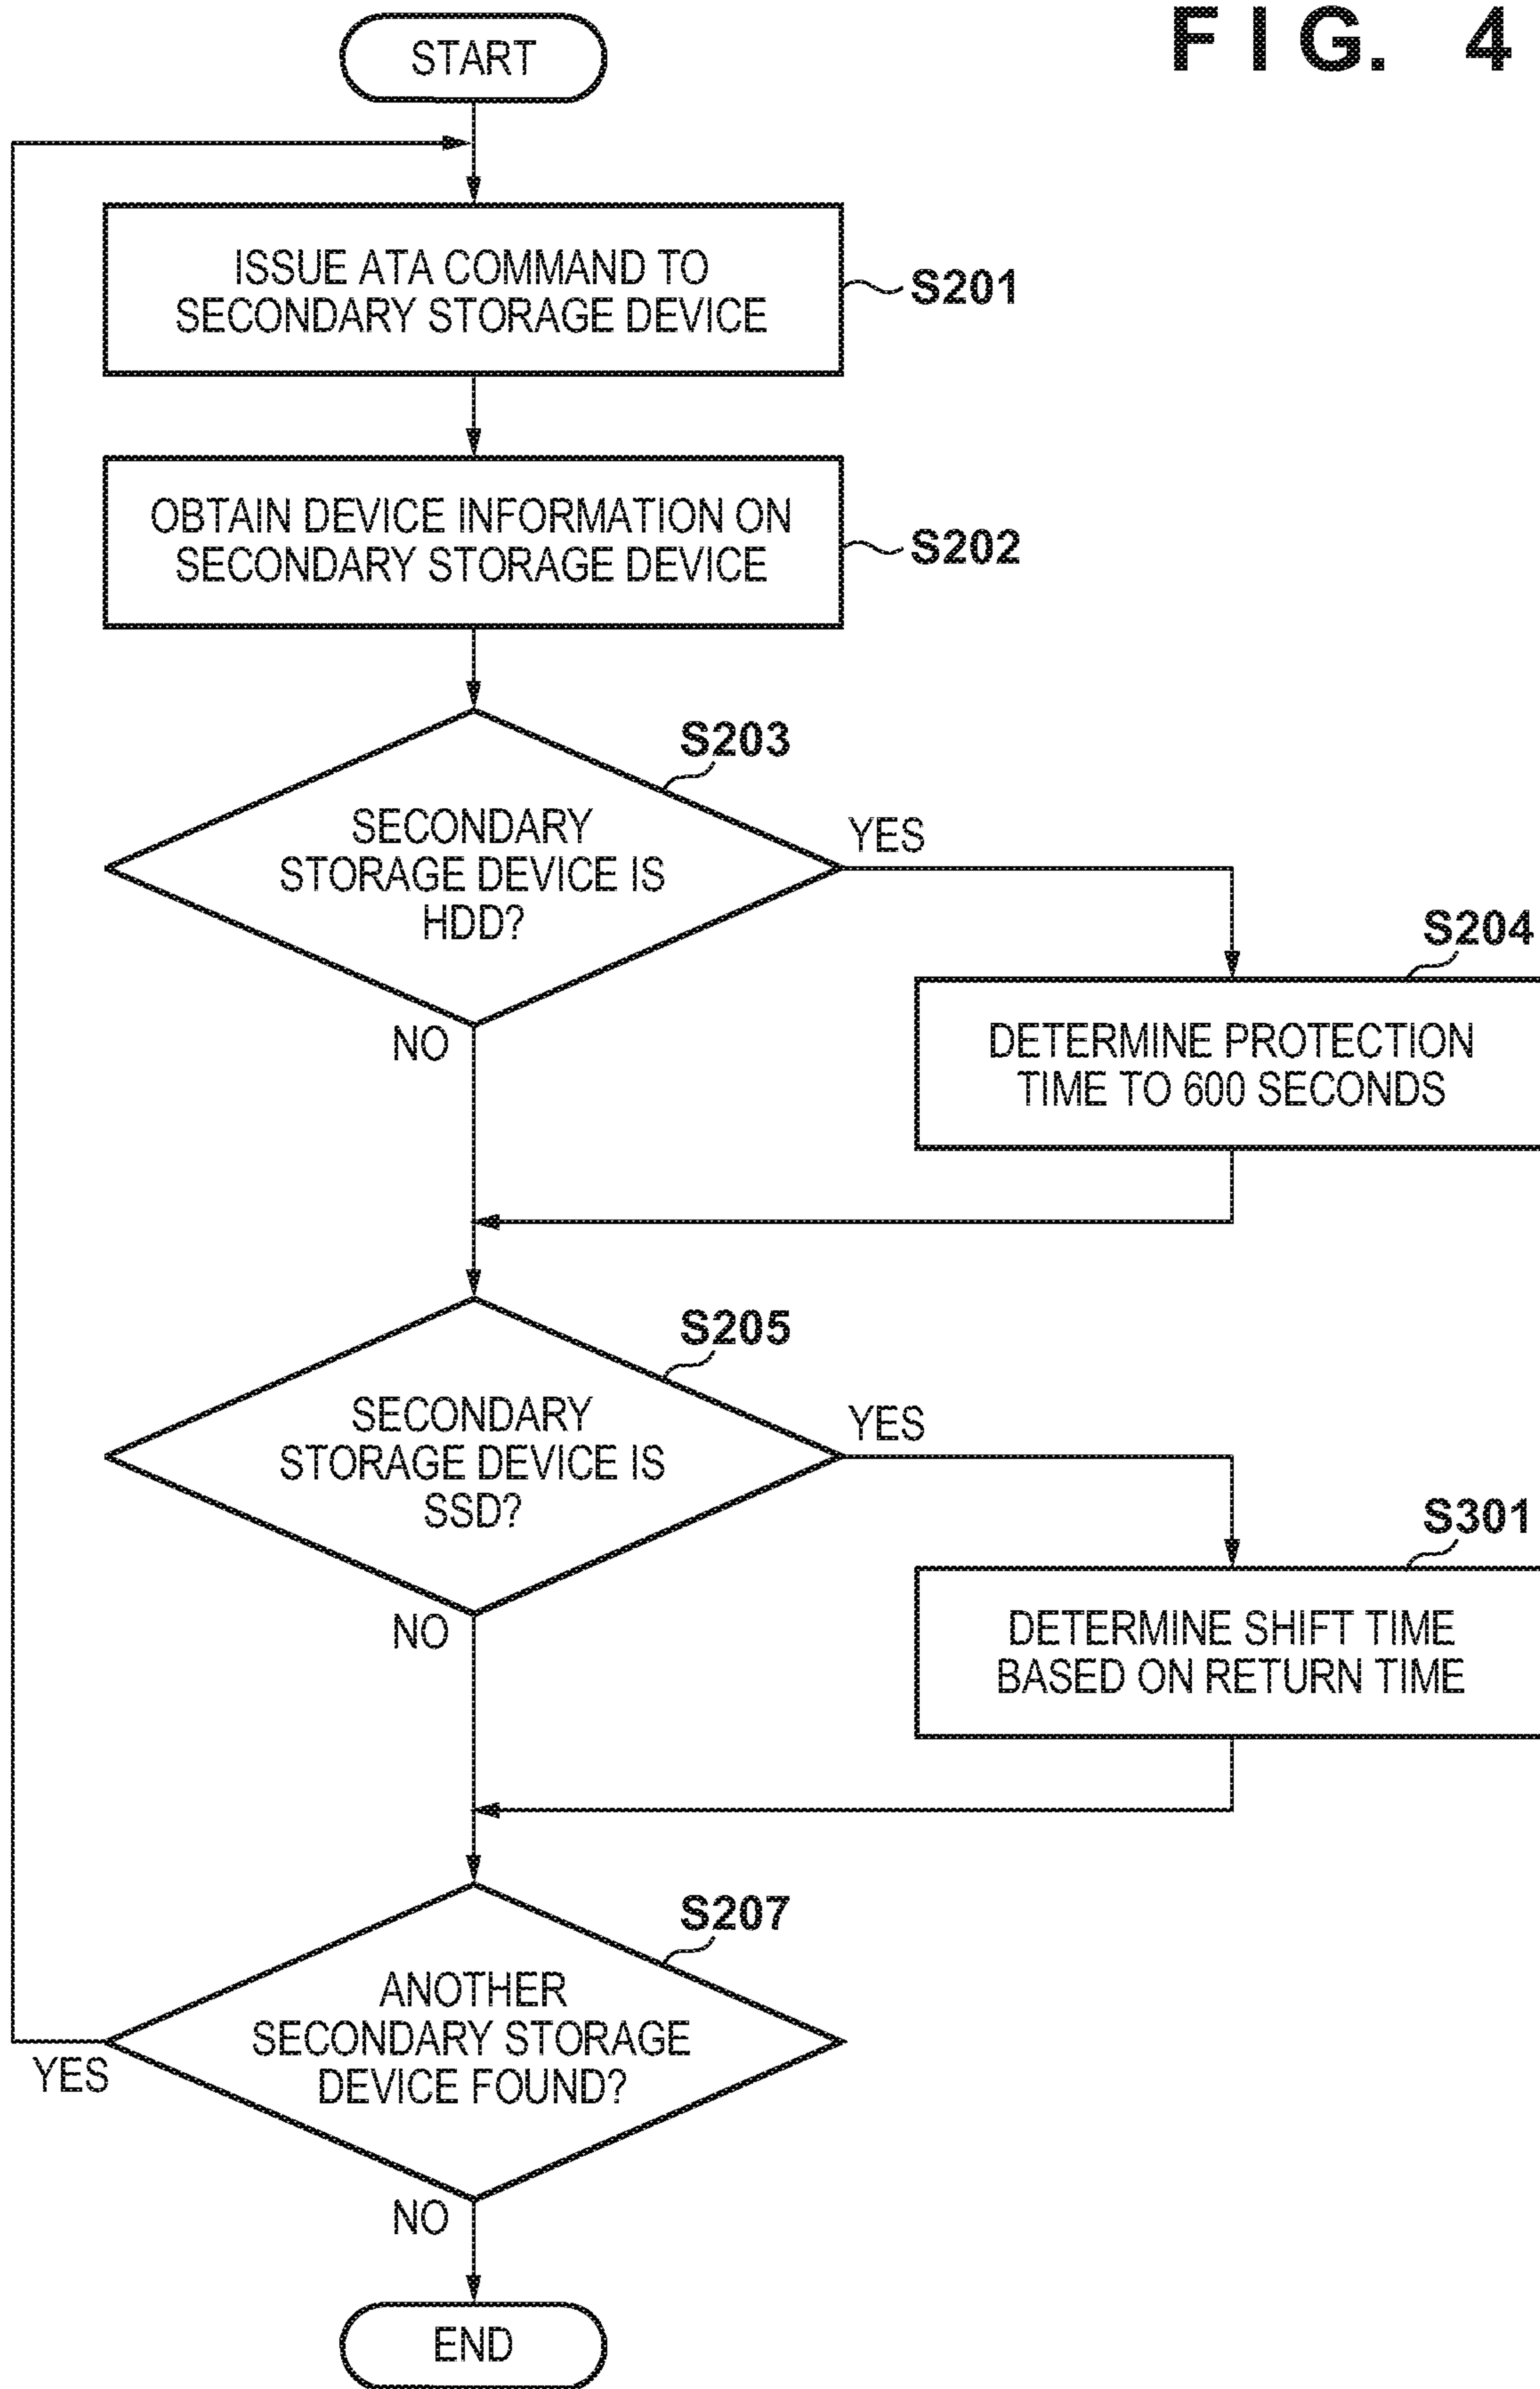 FIG. 4
START
ISSUE ATA COMMAND TO
SECONDARY STORAGE DEVICE
S201
OBTAIN DEVICE INFORMATION ON
SECONDARY STORAGE DEVICE
S202
S203
SECONDARY
STORAGE DEVICE IS
HDD?
YES
NO
S204
DETERMINE PROTECTION
TIME TO 600 SECONDS
S205
SECONDARY
STORAGE DEVICE IS
SSD?
YES
NO
S301
DETERMINE SHIFT TIME
BASED ON RETURN TIME
S207
ANOTHER
SECONDARY STORAGE
DEVICE FOUND?
YES
NO
END